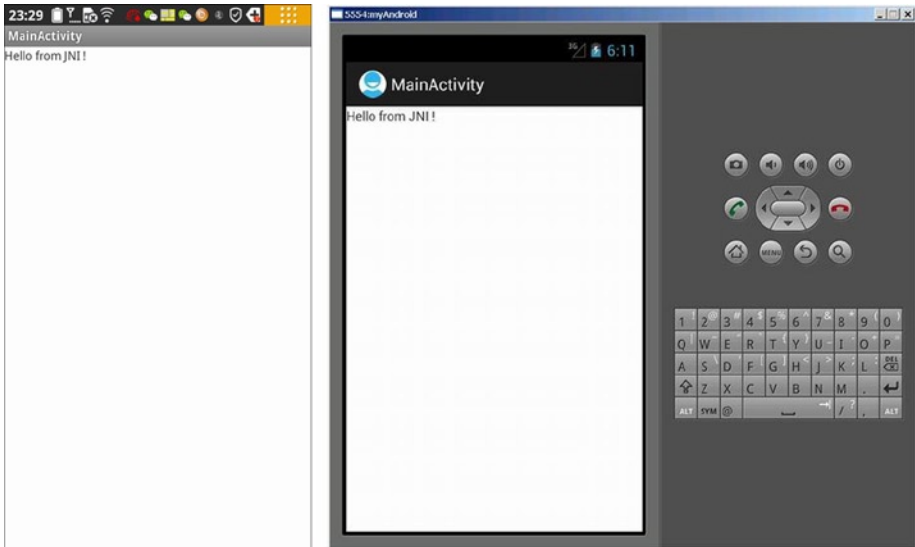 23:29
MainActivity
Hello from JNI !
5554:myAndroid
3G 6:11
MainActivity
Hello from JNI !
MENU
1 ! 2 @ 3 # 4 $ 5 % 6 ^ 7 & 8 * 9 ( 0 )
Q W E R T { Y } U - I O P
A S D F [ G ] H < J > K ; L : DEL
Z X C V B N M .
ALT SYM @ / ? , ALT